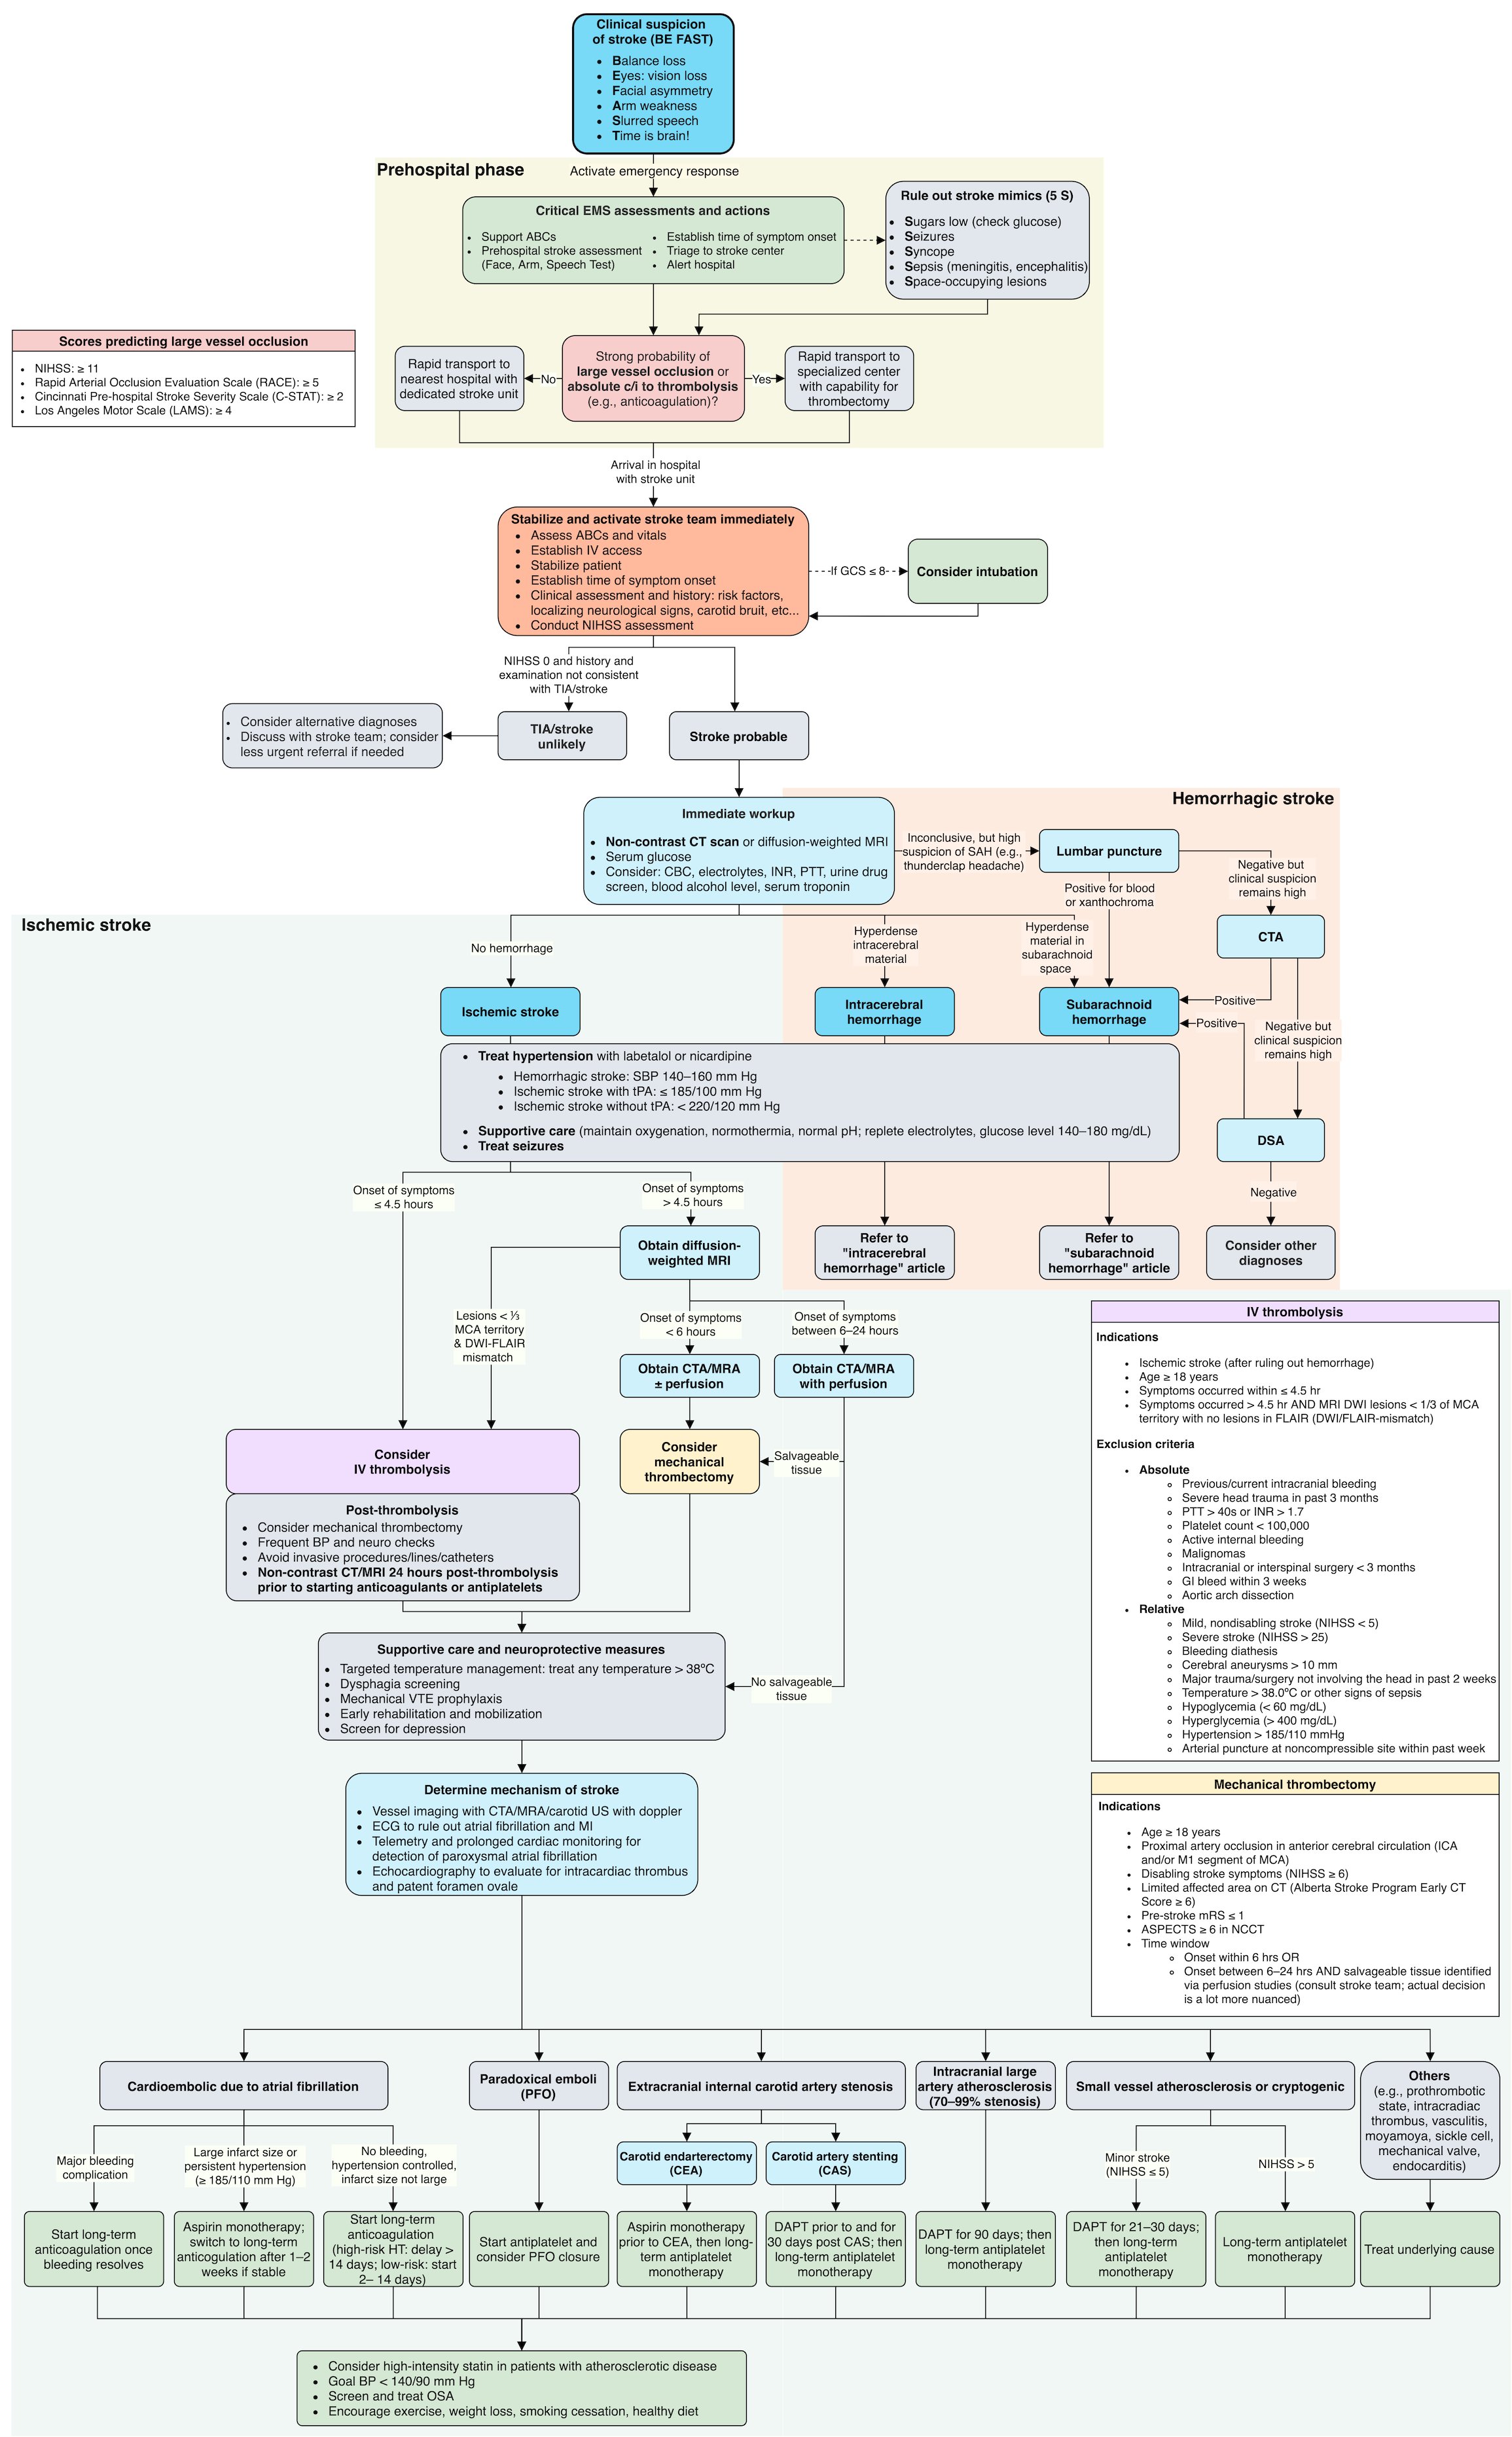 Clinical suspicion
of stroke (BE FAST)
• Balance loss
• Eyes: vision loss
• Facial asymmetry
• Arm weakness
• Slurred speech
• Time is brain!
Prehospital phase
Activate emergency response
Critical EMS assessments and actions
• Support ABCs
• Prehospital stroke assessment
(Face, Arm, Speech Test)
• Establish time of symptom onset
• Triage to stroke center
• Alert hospital
Rule out stroke mimics (5 S)
• Sugars low (check glucose)
• Seizures
• Syncope
• Sepsis (meningitis, encephalitis)
• Space-occupying lesions
Scores predicting large vessel occlusion
• NIHSS: ≥ 11
• Rapid Arterial Occlusion Evaluation Scale (RACE): ≥ 5
• Cincinnati Pre-hospital Stroke Severity Scale (C-STAT): ≥ 2
• Los Angeles Motor Scale (LAMS): ≥ 4
Rapid transport to
nearest hospital with
dedicated stroke unit
No
Strong probability of
large vessel occlusion or
absolute c/i to thrombolysis
(e.g., anticoagulation)?
Yes
Rapid transport to
specialized center
with capability for
thrombectomy
Arrival in hospital
with stroke unit
Stabilize and activate stroke team immediately
• Assess ABCs and vitals
• Establish IV access
• Stabilize patient
• Establish time of symptom onset
• Clinical assessment and history: risk factors,
localizing neurological signs, carotid bruit, etc...
• Conduct NIHSS assessment
If GCS ≤ 8
Consider intubation
NIHSS 0 and history and
examination not consistent
with TIA/stroke
• Consider alternative diagnoses
• Discuss with stroke team; consider
less urgent referral if needed
TIA/stroke
unlikely
Stroke probable
Hemorrhagic stroke
Immediate workup
• Non-contrast CT scan or diffusion-weighted MRI
• Serum glucose
• Consider: CBC, electrolytes, INR, PTT, urine drug
screen, blood alcohol level, serum troponin
Inconclusive, but high
suspicion of SAH (e.g.,
thunderclap headache)
Lumbar puncture
Negative but
clinical suspicion
remains high
Positive for blood
or xanthochroma
CTA
Ischemic stroke
No hemorrhage
Hyperdense
intracerebral
material
Hyperdense
material in
subarachnoid
space
Ischemic stroke
Intracerebral
hemorrhage
Subarachnoid
hemorrhage
Positive
Positive
Negative but
clinical suspicion
remains high
• Treat hypertension with labetalol or nicardipine
• Hemorrhagic stroke: SBP 140–160 mm Hg
• Ischemic stroke with tPA: ≤ 185/100 mm Hg
• Ischemic stroke without tPA: < 220/120 mm Hg
• Supportive care (maintain oxygenation, normothermia, normal pH; replete electrolytes, glucose level 140–180 mg/dL)
• Treat seizures
DSA
Negative
Onset of symptoms
≤ 4.5 hours
Onset of symptoms
> 4.5 hours
Obtain diffusion-
weighted MRI
Refer to
"intracerebral
hemorrhage" article
Refer to
"subarachnoid
hemorrhage" article
Consider other
diagnoses
Lesions < ⅓
MCA territory
& DWI-FLAIR
mismatch
Onset of symptoms
< 6 hours
Onset of symptoms
between 6–24 hours
Obtain CTA/MRA
± perfusion
Obtain CTA/MRA
with perfusion
Consider
IV thrombolysis
Consider
mechanical
thrombectomy
Salvageable
tissue
Post-thrombolysis
• Consider mechanical thrombectomy
• Frequent BP and neuro checks
• Avoid invasive procedures/lines/catheters
• Non-contrast CT/MRI 24 hours post-thrombolysis
prior to starting anticoagulants or antiplatelets
IV thrombolysis
Indications
• Ischemic stroke (after ruling out hemorrhage)
• Age ≥ 18 years
• Symptoms occurred within ≤ 4.5 hr
• Symptoms occurred > 4.5 hr AND MRI DWI lesions < 1/3 of MCA
territory with no lesions in FLAIR (DWI/FLAIR-mismatch)
Exclusion criteria
• Absolute
∘ Previous/current intracranial bleeding
∘ Severe head trauma in past 3 months
∘ PTT > 40s or INR > 1.7
∘ Platelet count < 100,000
∘ Active internal bleeding
∘ Malignomas
∘ Intracranial or interspinal surgery < 3 months
∘ GI bleed within 3 weeks
∘ Aortic arch dissection
• Relative
∘ Mild, nondisabling stroke (NIHSS < 5)
∘ Severe stroke (NIHSS > 25)
∘ Bleeding diathesis
∘ Cerebral aneurysms > 10 mm
∘ Major trauma/surgery not involving the head in past 2 weeks
∘ Temperature > 38.0ºC or other signs of sepsis
∘ Hypoglycemia (< 60 mg/dL)
∘ Hyperglycemia (> 400 mg/dL)
∘ Hypertension > 185/110 mmHg
∘ Arterial puncture at noncompressible site within past week
Supportive care and neuroprotective measures
• Targeted temperature management: treat any temperature > 38ºC
• Dysphagia screening
• Mechanical VTE prophylaxis
• Early rehabilitation and mobilization
• Screen for depression
No salvageable
tissue
Determine mechanism of stroke
• Vessel imaging with CTA/MRA/carotid US with doppler
• ECG to rule out atrial fibrillation and MI
• Telemetry and prolonged cardiac monitoring for
detection of paroxysmal atrial fibrillation
• Echocardiography to evaluate for intracardiac thrombus
and patent foramen ovale
Mechanical thrombectomy
Indications
• Age ≥ 18 years
• Proximal artery occlusion in anterior cerebral circulation (ICA
and/or M1 segment of MCA)
• Disabling stroke symptoms (NIHSS ≥ 6)
• Limited affected area on CT (Alberta Stroke Program Early CT
Score ≥ 6)
• Pre-stroke mRS ≤ 1
• ASPECTS ≥ 6 in NCCT
• Time window
∘ Onset within 6 hrs OR
∘ Onset between 6–24 hrs AND salvageable tissue identified
via perfusion studies (consult stroke team; actual decision
is a lot more nuanced)
Cardioembolic due to atrial fibrillation
Paradoxical emboli
(PFO)
Extracranial internal carotid artery stenosis
Intracranial large
artery atherosclerosis
(70–99% stenosis)
Small vessel atherosclerosis or cryptogenic
Others
(e.g., prothrombotic
state, intracradiac
thrombus, vasculitis,
moyamoya, sickle cell,
mechanical valve,
endocarditis)
Major bleeding
complication
Large infarct size or
persistent hypertension
(≥ 185/110 mm Hg)
No bleeding,
hypertension controlled,
infarct size not large
Carotid endarterectomy
(CEA)
Carotid artery stenting
(CAS)
Minor stroke
(NIHSS ≤ 5)
NIHSS > 5
Start long-term
anticoagulation once
bleeding resolves
Aspirin monotherapy;
switch to long-term
anticogulation after 1–2
weeks if stable
Start long-term
anticoagulation
(high-risk HT: delay >
14 days; low-risk: start
2– 14 days)
Start antiplatelet and
consider PFO closure
Aspirin monotherapy
prior to CEA, then long-
term antiplatelet
monotherapy
DAPT prior to and for
30 days post CAS; then
long-term antiplatelet
monotherapy
DAPT for 90 days; then
long-term antiplatelet
monotherapy
DAPT for 21–30 days;
then long-term
antiplatelet
monotherapy
Long-term antiplatelet
monotherapy
Treat underlying cause
• Consider high-intensity statin in patients with atherosclerotic disease
• Goal BP < 140/90 mm Hg
• Screen and treat OSA
• Encourage exercise, weight loss, smoking cessation, healthy diet